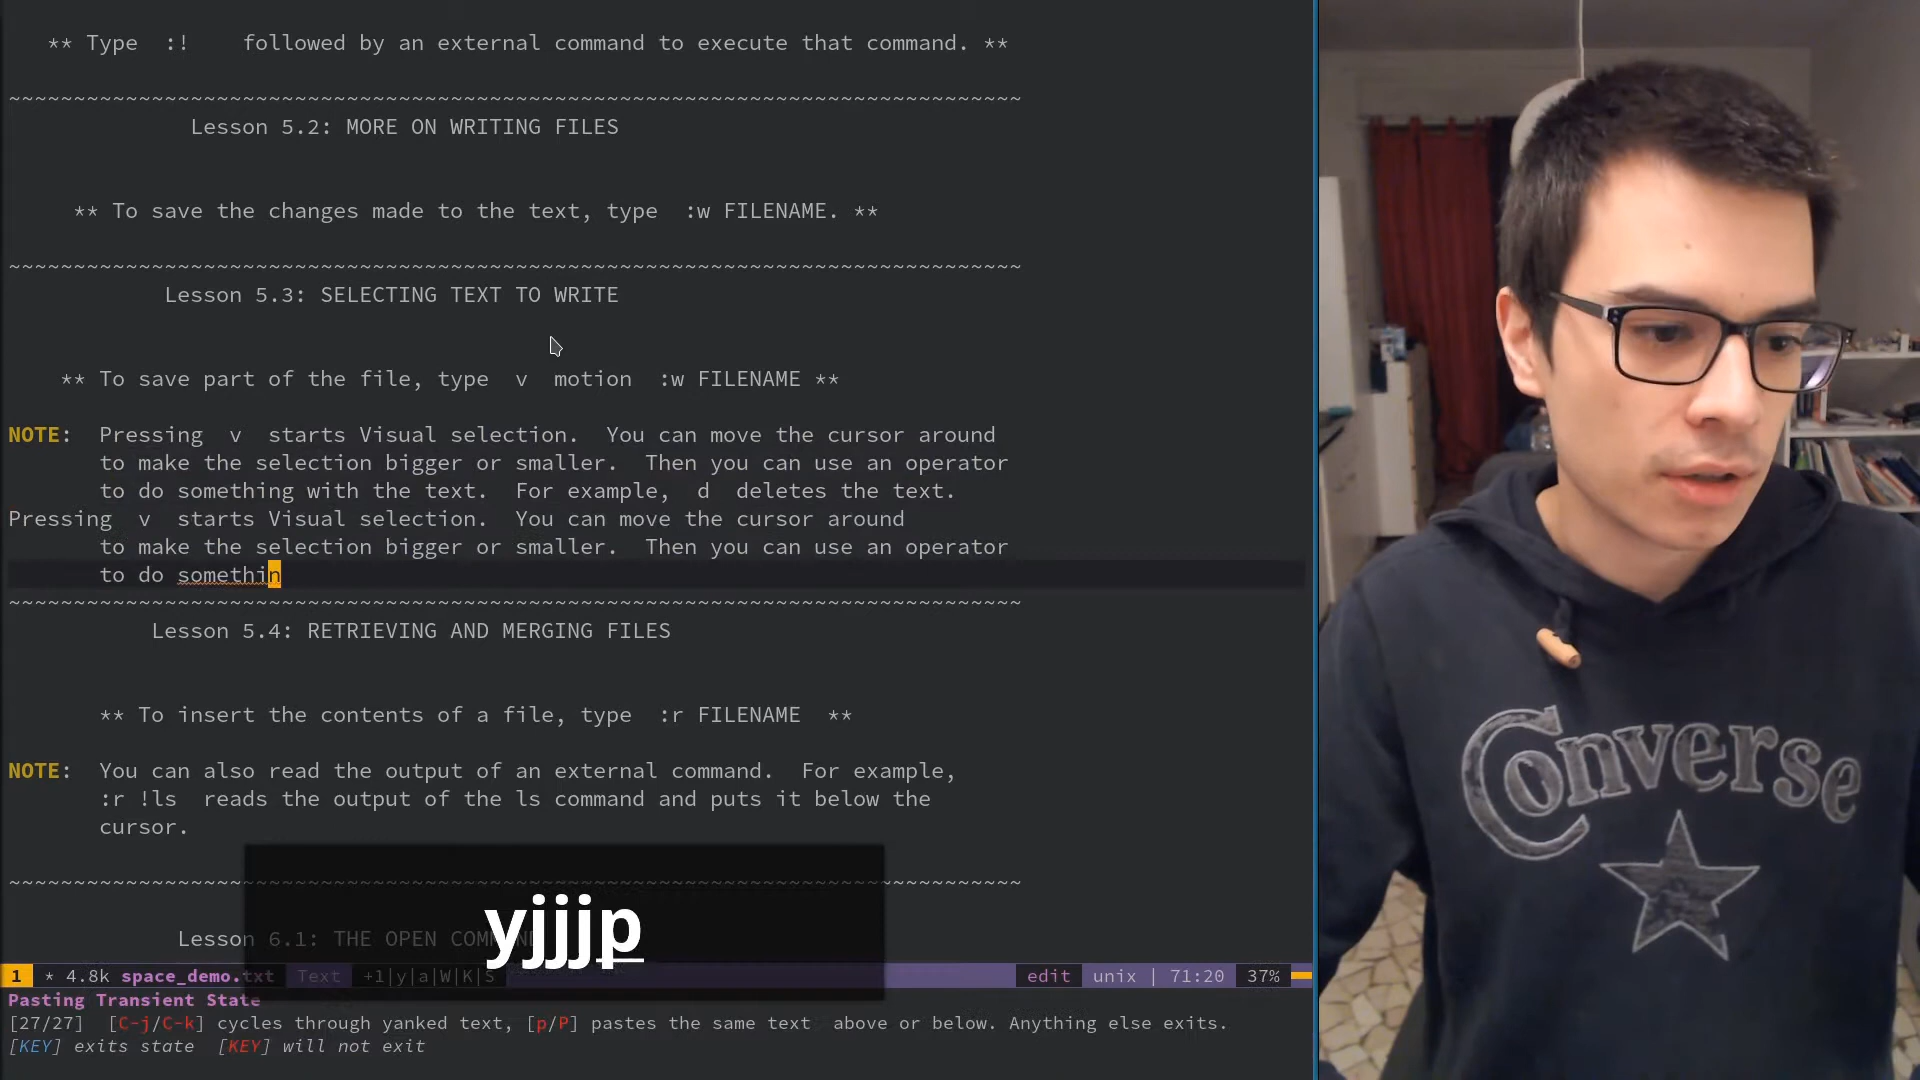 ** Type  :!    followed by an external command to execute that command. **
~~~~~~~~~~~~~~~~~~~~~~~~~~~~~~~~~~~~~~~~~~~~~~~~~~~~~~~~~~~~~~~~~~~~~~~~~~~~~~
Lesson 5.2: MORE ON WRITING FILES
** To save the changes made to the text, type  :w FILENAME. **
~~~~~~~~~~~~~~~~~~~~~~~~~~~~~~~~~~~~~~~~~~~~~~~~~~~~~~~~~~~~~~~~~~~~~~~~~~~~~~
Lesson 5.3: SELECTING TEXT TO WRITE
** To save part of the file, type  v  motion  :w FILENAME **
NOTE:  Pressing  v  starts Visual selection.  You can move the cursor around
to make the selection bigger or smaller.  Then you can use an operator
to do something with the text.  For example,  d  deletes the text.
Pressing  v  starts Visual selection.  You can move the cursor around
to make the selection bigger or smaller.  Then you can use an operator
to do somethin
~~~~~~~~~~~~~~~~~~~~~~~~~~~~~~~~~~~~~~~~~~~~~~~~~~~~~~~~~~~~~~~~~~~~~~~~~~~~~~
Lesson 5.4: RETRIEVING AND MERGING FILES
** To insert the contents of a file, type  :r FILENAME  **
NOTE:  You can also read the output of an external command.  For example,
:r !ls  reads the output of the ls command and puts it below the
cursor.
~~~~~~~~~~~~~~~~~~~~~~~~~~~~~~~~~~~~~~~~~~~~~~~~~~~~~~~~~~~~~~~~~~~~~~~~~~~~~~
yjjjp
Lesson 6.1: THE OPEN
1 * 4.8k space_demo.txt Text +1|y|a|W|K|S edit unix | 71:20 37%
Pasting Transient State
[27/27]  [C-j/C-k] cycles through yanked text, [p/P] pastes the same text  above or below. Anything else exits.
[KEY] exits state  [KEY] will not exit
Converse